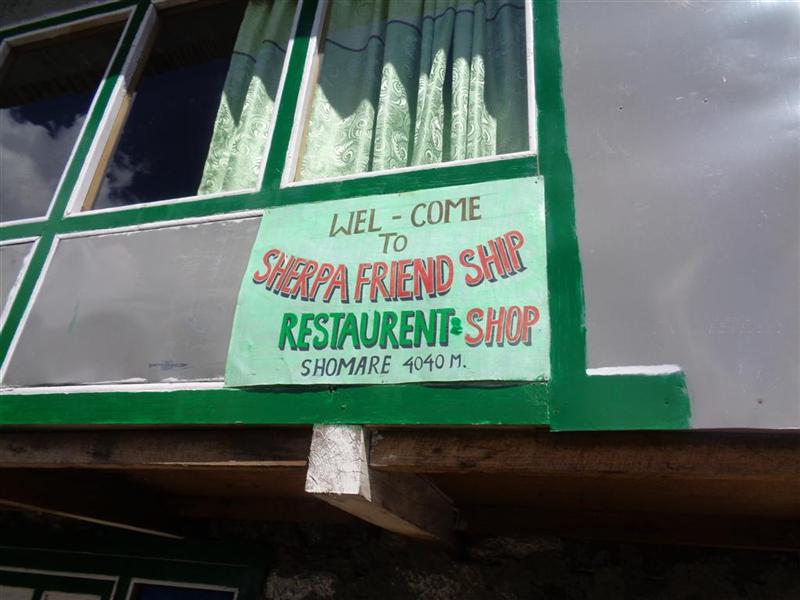 WEL - COME
TO
SHERPA FRIEND SHIP
RESTAURENT & SHOP
SHOMARE 4040 M.